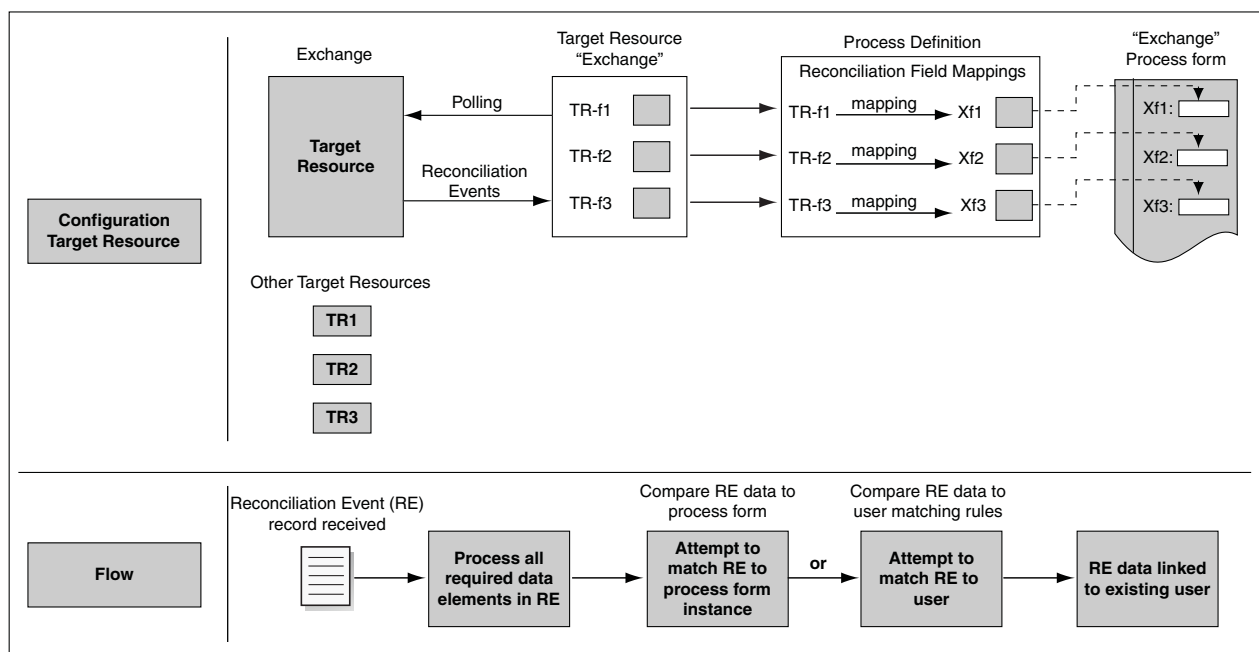 Exchange
Target Resource
“Exchange”
Process Definition
“Exchange”
Process form
Reconciliation Field Mappings
Polling
TR-f1
TR-f1
mapping
Xf1
Xf1:
Target
Resource
TR-f2
TR-f2
mapping
Xf2
Xf2:
Reconciliation
Events
TR-f3
TR-f3
mapping
Xf3
Xf3:
Configuration
Target Resource
Other Target Resources
TR1
TR2
TR3
Flow
Reconciliation Event (RE)
record received
Process all
required data
elements in RE
Compare RE data to
process form
Attempt to
match RE to
process form
instance
or
Compare RE data to
user matching rules
Attempt to
match RE to
user
RE data linked
to existing user